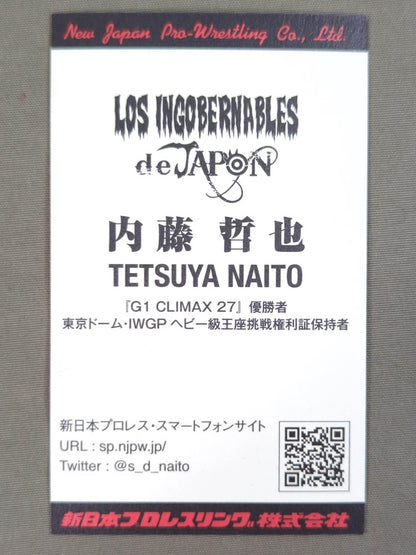 New Japan Pro-Wrestling Co., Ltd.
LOS INGOBERNABLES
de JAPON
内藤 哲也
TETSUYA NAITO
『G1 CLIMAX 27』優勝者
東京ドーム・IWGP ヘビー級王座挑戦権利証保持者
新日本プロレス・スマートフォンサイト
URL : sp.njpw.jp/
Twitter : @s_d_naito
新日本プロレスリング株式会社